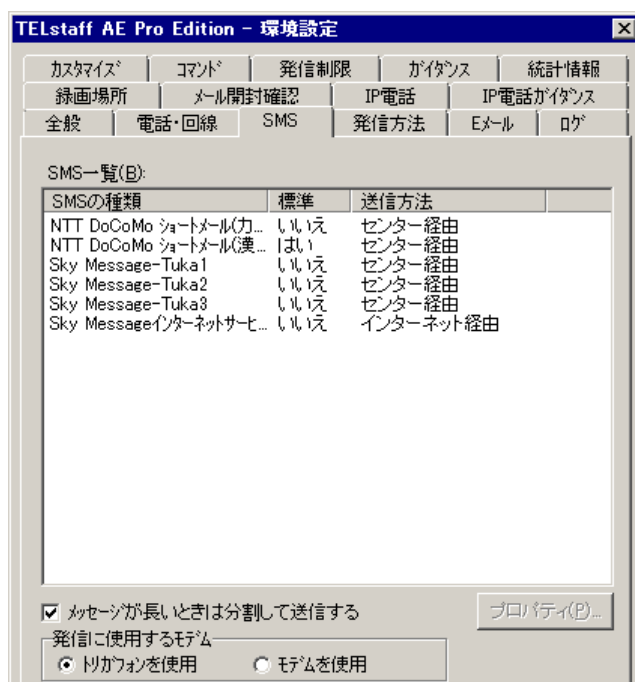 TELstaff AE Pro Edition - 環境設定
ｶｽﾀﾏｲｽﾞ ｺﾏﾝﾄﾞ 発信制限 ｶﾞｲﾀﾞﾝｽ 統計情報
録画場所 ﾒｰﾙ開封確認 IP電話 IP電話ｶﾞｲﾀﾞﾝｽ
全般 電話･回線 SMS 発信方法 Eﾒｰﾙ ﾛｸﾞ
SMS一覧(B):
SMSの種類 標準 送信方法
NTT DoCoMo ｼｮｰﾄﾒｰﾙ(カ... いいえ センター経由
NTT DoCoMo ｼｮｰﾄﾒｰﾙ(漢... はい センター経由
Sky Message-Tuka1 いいえ センター経由
Sky Message-Tuka2 いいえ センター経由
Sky Message-Tuka3 いいえ センター経由
Sky Messageｲﾝﾀｰﾈｯﾄｻｰﾋ... いいえ インターネット経由
ﾒｯｾｰｼﾞが長いときは分割して送信する プロパティ(P)...
発信に使用するﾓﾃﾞﾑ
ﾄﾘｶﾞﾌｫﾝを使用 ﾓﾃﾞﾑを使用